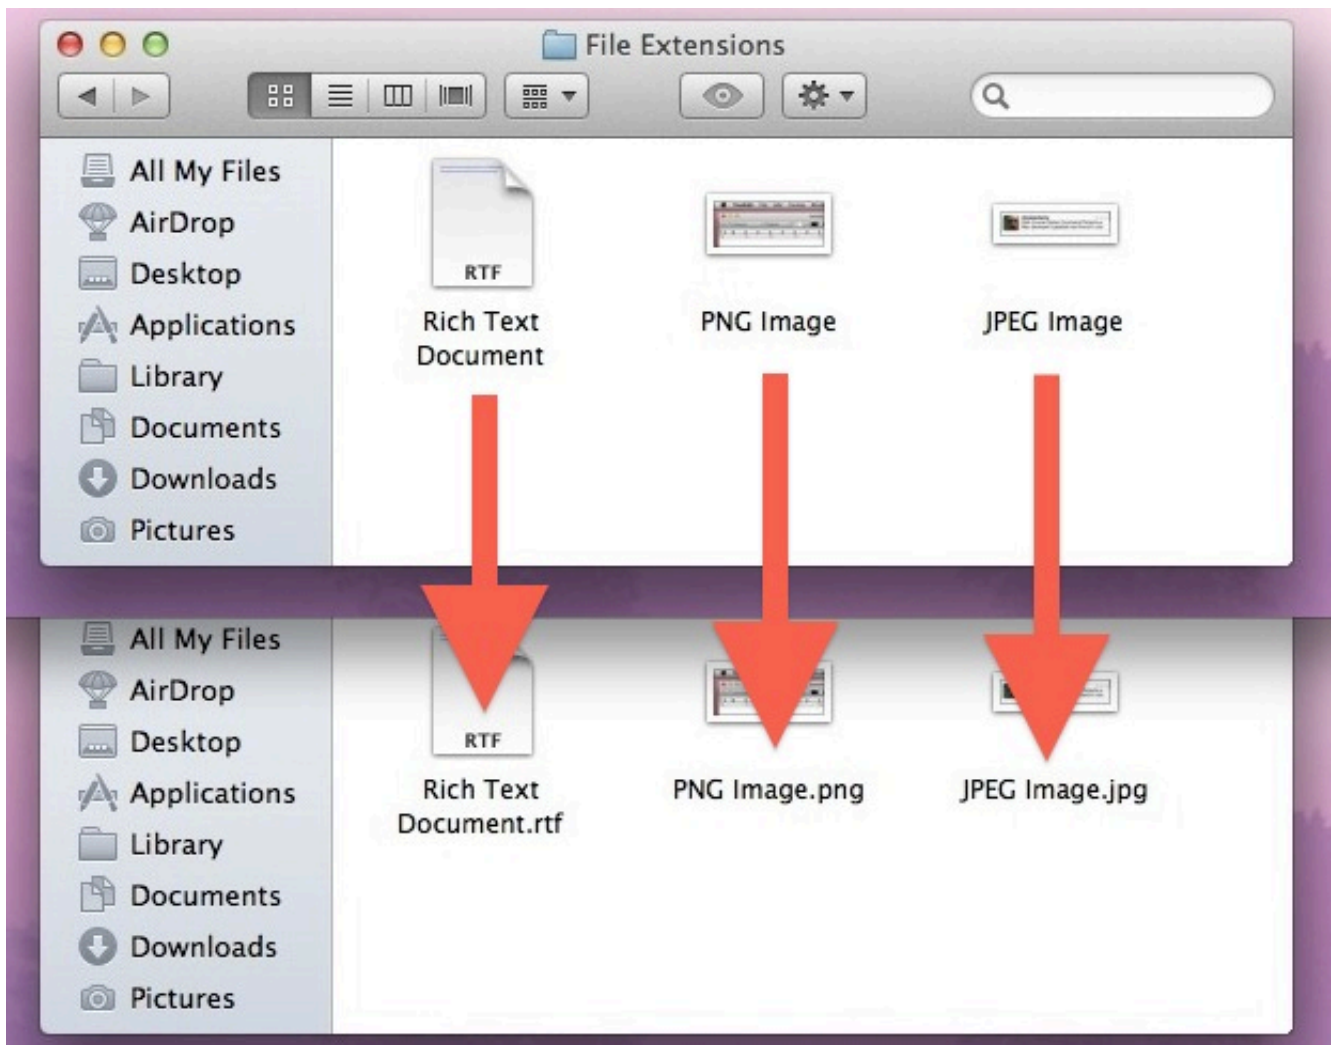 File Extensions
All My Files
AirDrop
Desktop
Applications
Library
Documents
Downloads
Pictures
RTF
Rich Text
Document
PNG Image
JPEG Image
All My Files
AirDrop
Desktop
Applications
Library
Documents
Downloads
Pictures
RTF
Rich Text
Document.rtf
PNG Image.png
JPEG Image.jpg